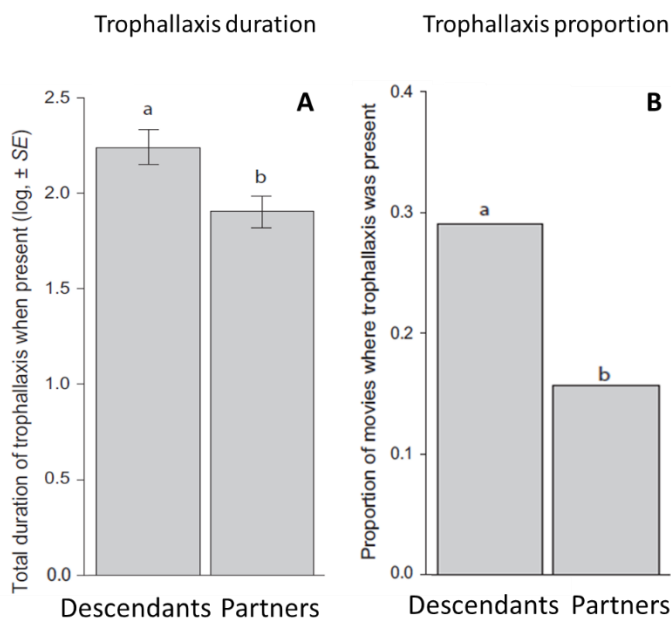 Trophallaxis duration
Trophallaxis proportion
A
Total duration of trophallaxis when present (log, ± SE)
2.5
2.0
1.5
1.0
0.5
0.0
a
b
Descendants Partners
B
Proportion of movies where trophallaxis was present
0.4
0.3
0.2
0.1
0.0
a
b
Descendants Partners